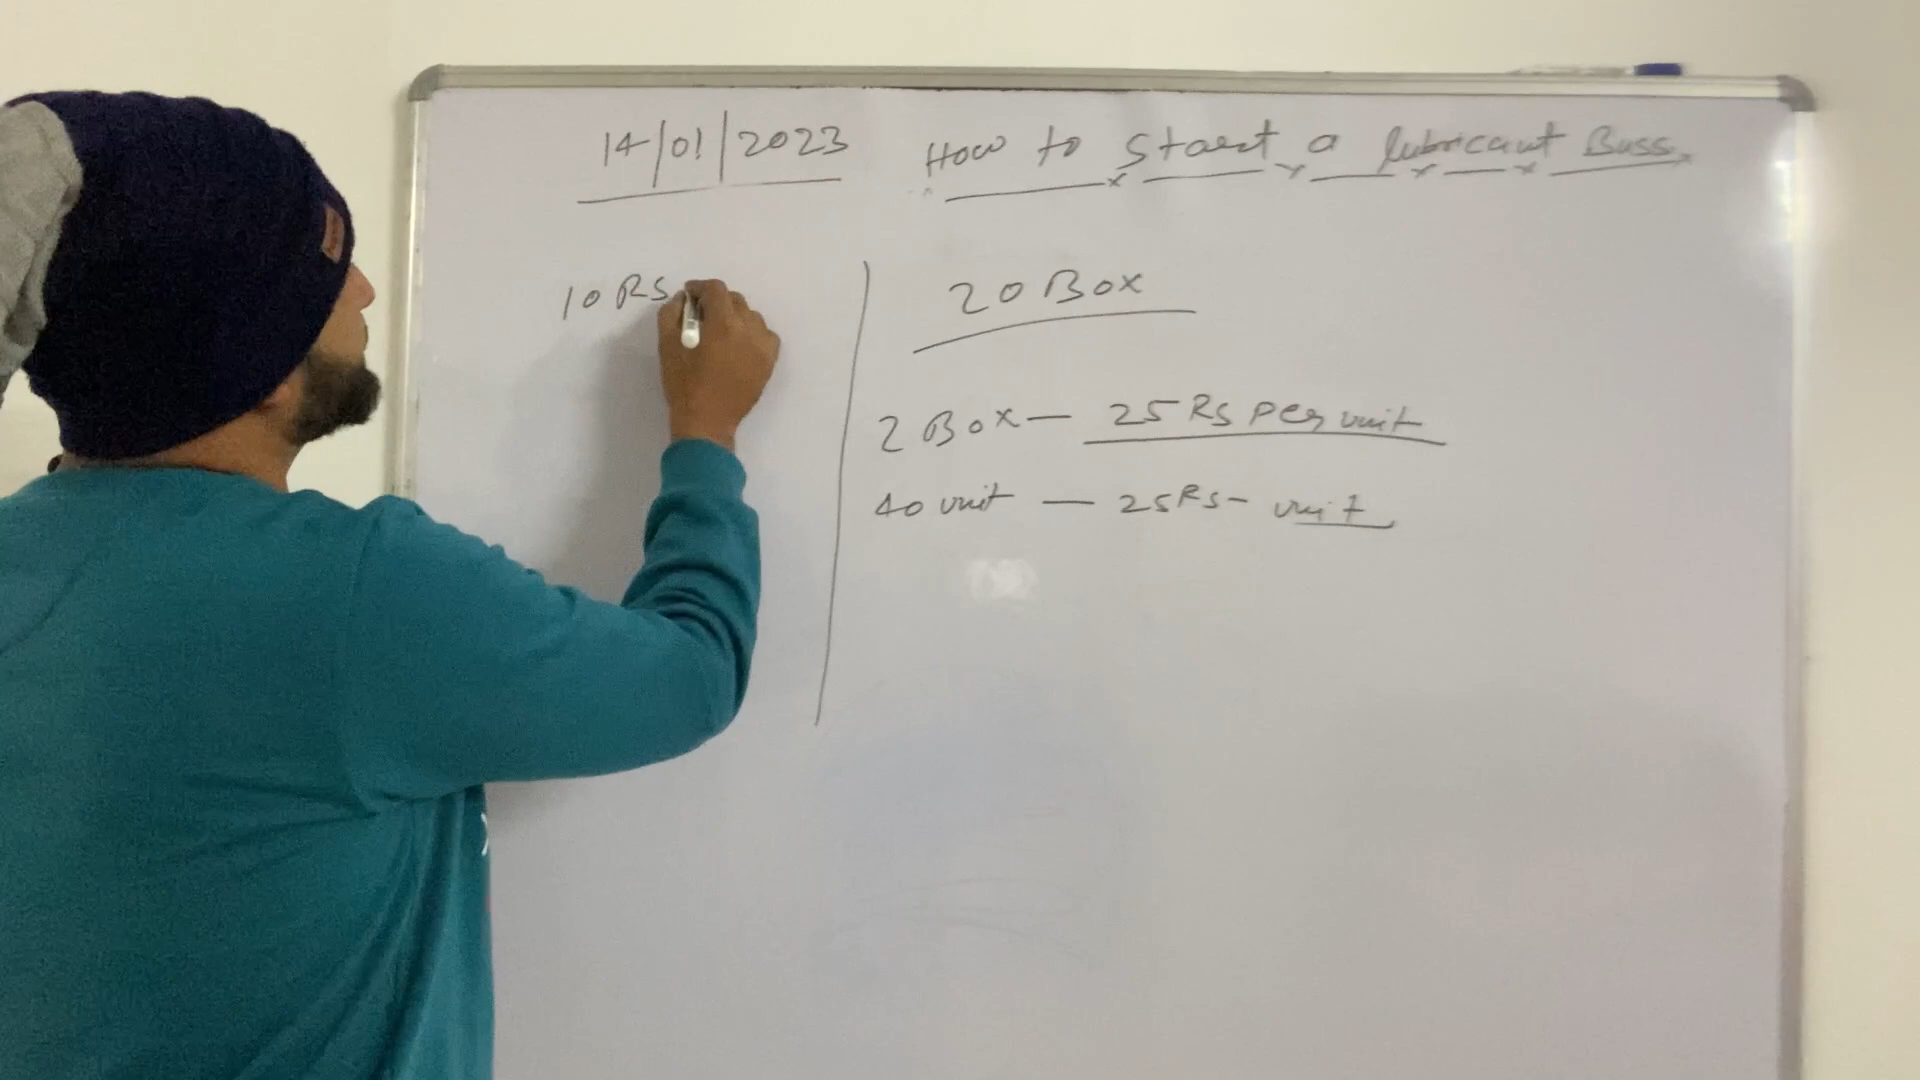 14/01/2023 How to Start a lubricant Buss
10 RS
20 Box
2 Box — 25 RS Per unit
40 unit — 25 RS - unit